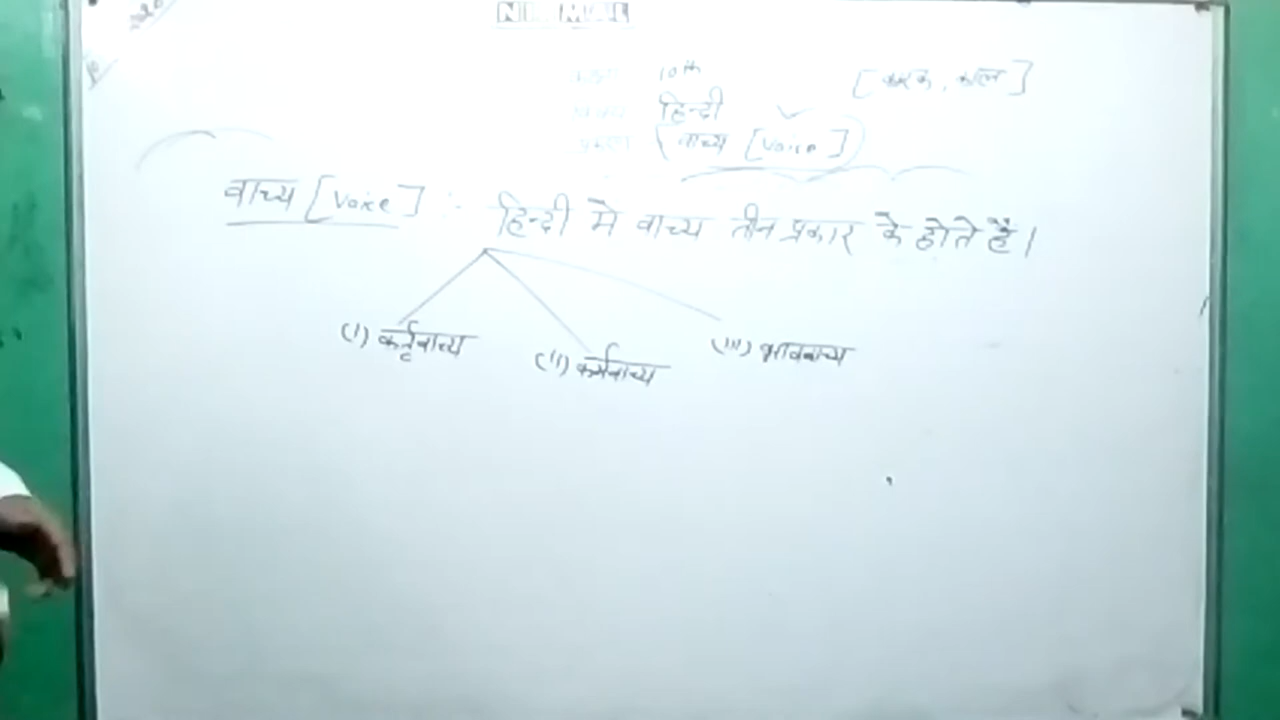 10th
[कारक, काल]
हिन्दी
वाच्य [Voice]
वाच्य [Voice] :- हिन्दी मे वाच्य तीन प्रकार के होते हैं।
(i) कर्तृवाच्य
(ii) कर्मवाच्य
(iii) भाववाच्य